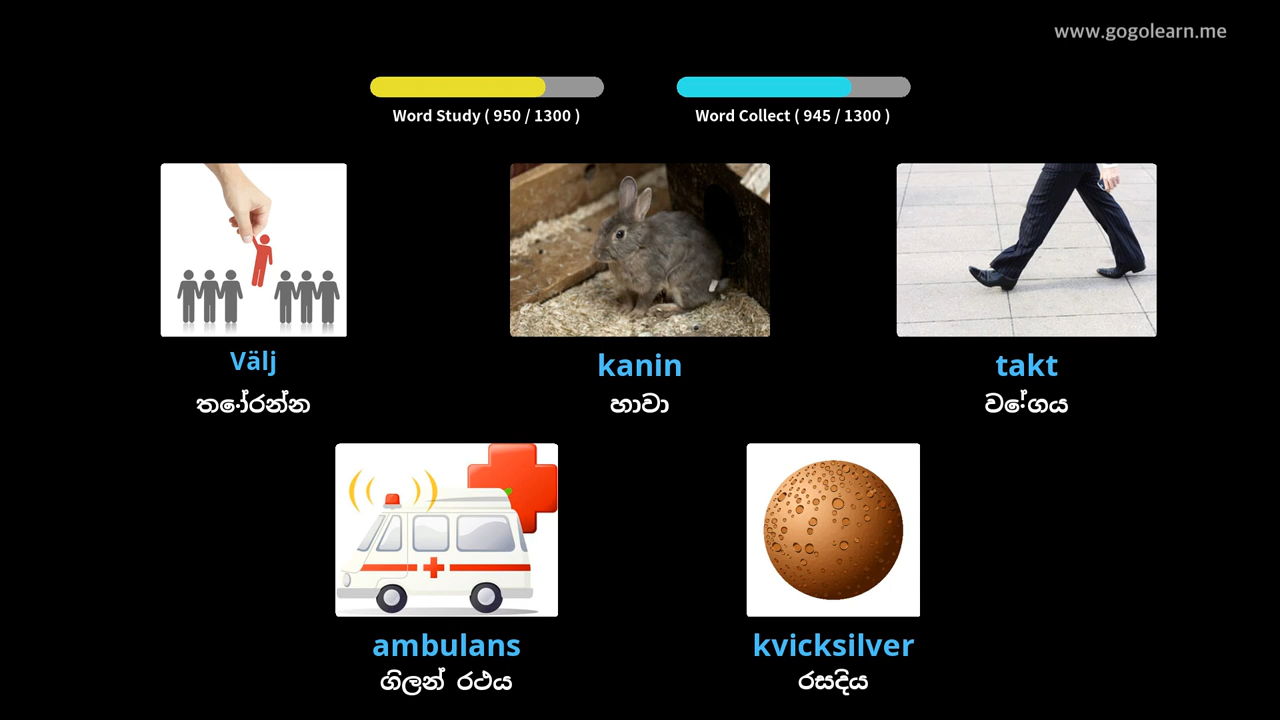 www.gogolearn.me
Word Study ( 950 / 1300 )
Word Collect ( 945 / 1300 )
Välj
තෝරන්න
kanin
හාවා
takt
වේගය
ambulans
ගිලන් රථය
kvicksilver
රසදිය